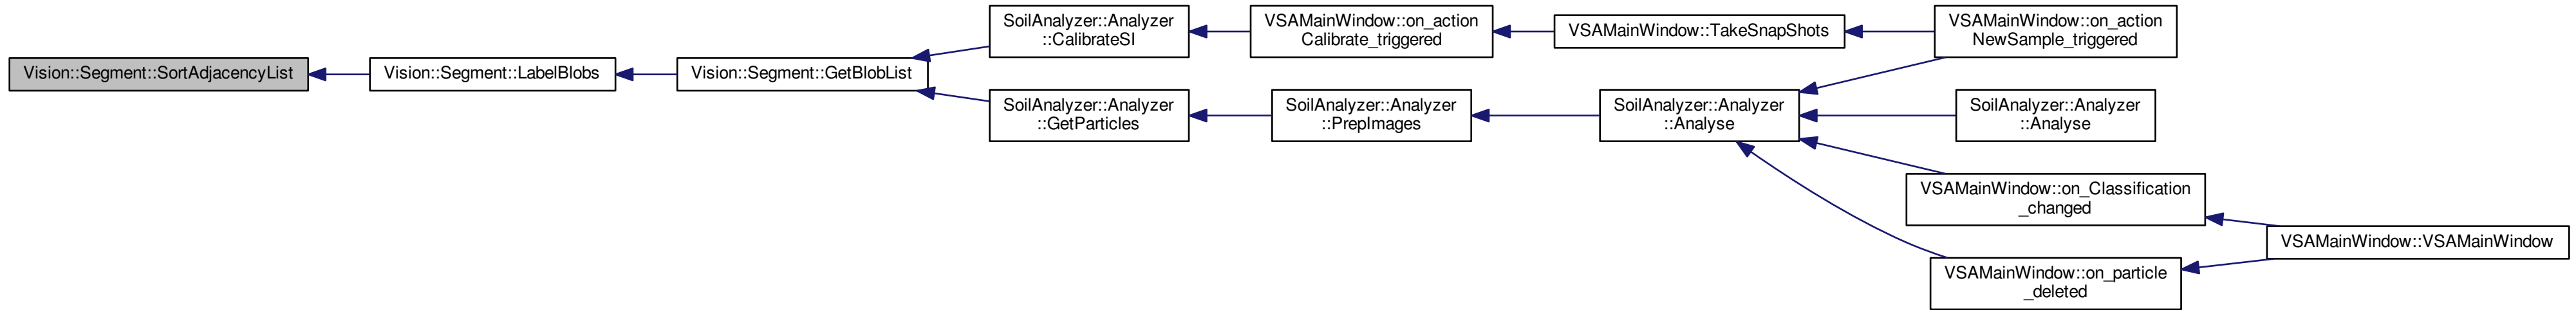 Vision::Segment::SortAdjacencyList
Vision::Segment::LabelBlobs
Vision::Segment::GetBlobList
SoilAnalyzer::Analyzer
::CalibrateSI
VSAMainWindow::on_action
Calibrate_triggered
VSAMainWindow::TakeSnapShots
VSAMainWindow::on_action
NewSample_triggered
SoilAnalyzer::Analyzer
::GetParticles
SoilAnalyzer::Analyzer
::PrepImages
SoilAnalyzer::Analyzer
::Analyse
SoilAnalyzer::Analyzer
::Analyse
VSAMainWindow::on_Classification
_changed
VSAMainWindow::VSAMainWindow
VSAMainWindow::on_particle
_deleted